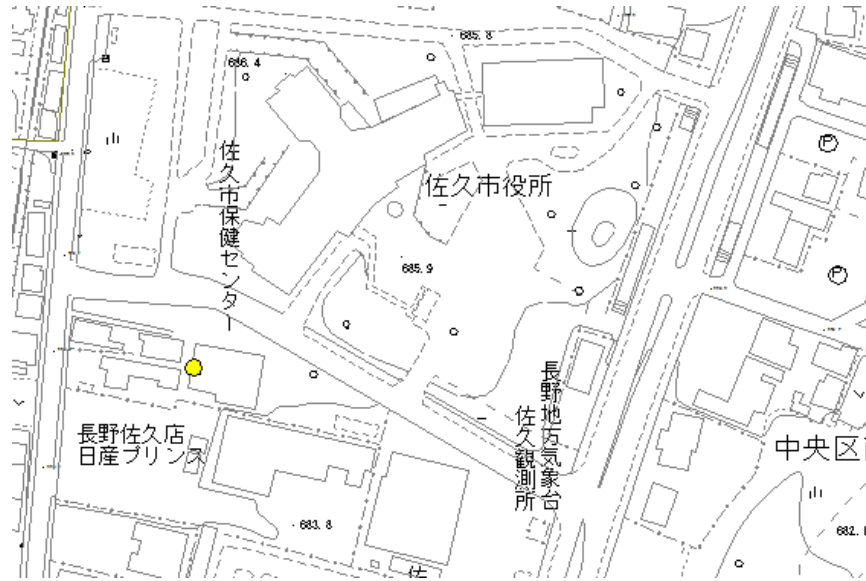 685.8
686.4
佐久市保健センター
佐久市役所
685.9
長野地方気象台
佐久観測所
長野佐久店
日産プリンス
中央区
683.8
682.
佐